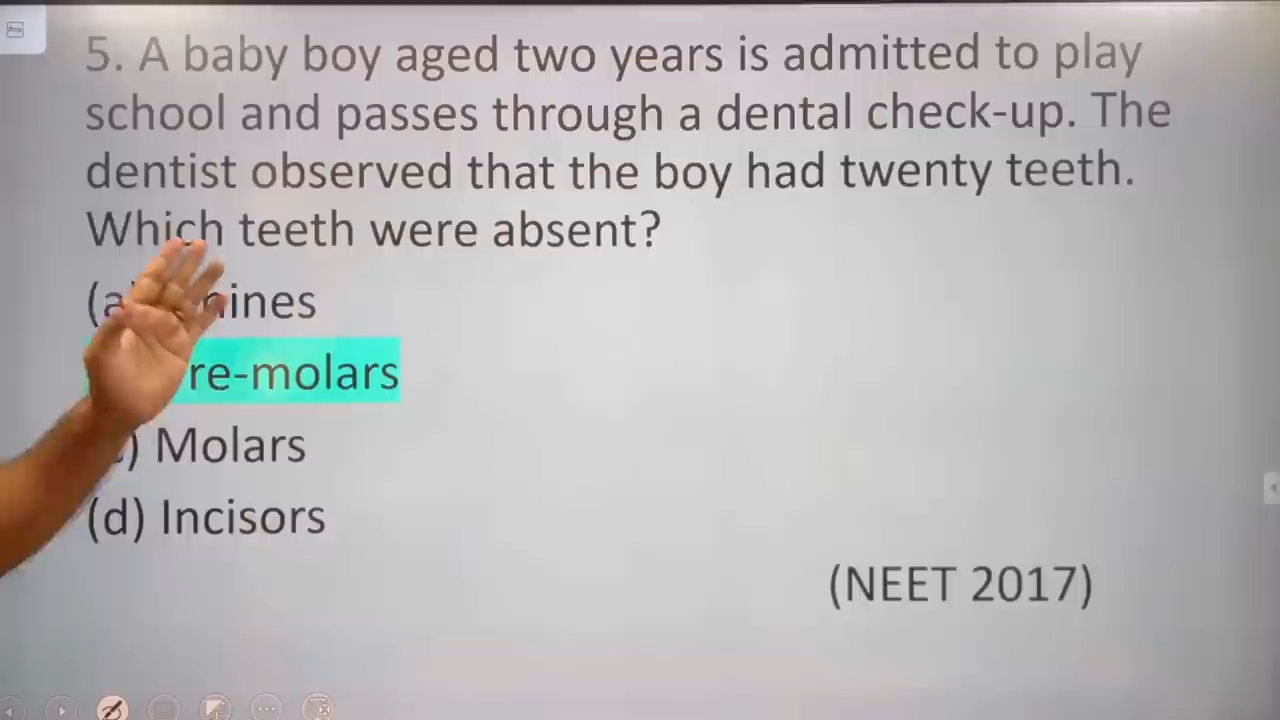 5. A baby boy aged two years is admitted to play
school and passes through a dental check-up. The
dentist observed that the boy had twenty teeth.
Which teeth were absent?
(a) nines
re-molars
) Molars
(d) Incisors
(NEET 2017)